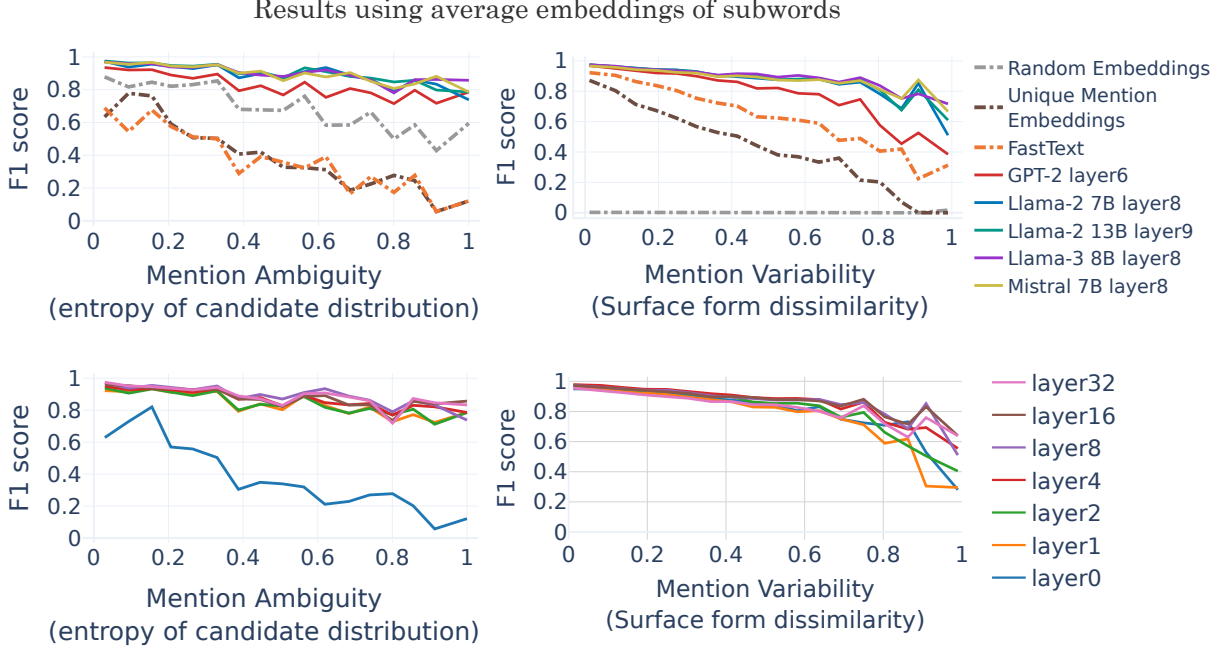 Results using average embeddings of subwords
1
0.8
0.6
0.4
0.2
0
F1 score
0
0.2
0.4
0.6
0.8
1
Mention Ambiguity
(entropy of candidate distribution)
1
0.8
0.6
0.4
0.2
0
F1 score
0
0.2
0.4
0.6
0.8
1
Mention Variability
(Surface form dissimilarity)
Random Embeddings
Unique Mention
Embeddings
FastText
GPT-2 layer6
Llama-2 7B layer8
Llama-2 13B layer9
Llama-3 8B layer8
Mistral 7B layer8
1
0.8
0.6
0.4
0.2
0
F1 score
0
0.2
0.4
0.6
0.8
1
Mention Ambiguity
(entropy of candidate distribution)
1
0.8
0.6
0.4
0.2
0
F1 score
0
0.2
0.4
0.6
0.8
1
Mention Variability
(Surface form dissimilarity)
layer32
layer16
layer8
layer4
layer2
layer1
layer0